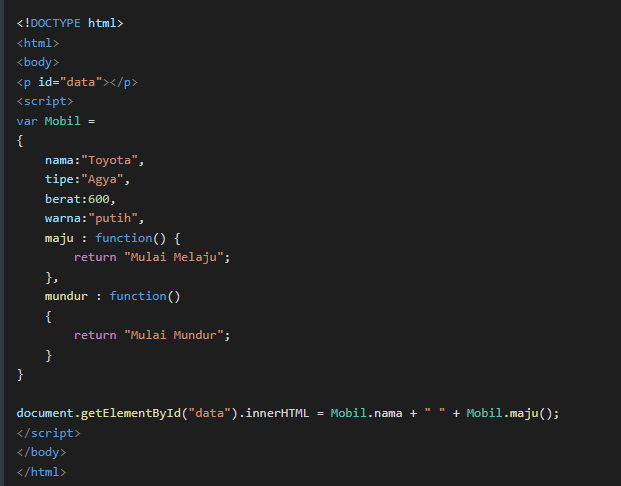 <!DOCTYPE html>
<html>
<body>
<p id="data"></p>
<script>
var Mobil =
{
    nama:"Toyota",
    tipe:"Agya",
    berat:600,
    warna:"putih",
    maju : function() {
        return "Mulai Melaju";
    },
    mundur : function()
    {
        return "Mulai Mundur";
    }
}

document.getElementById("data").innerHTML = Mobil.nama + " " + Mobil.maju();
</script>
</body>
</html>